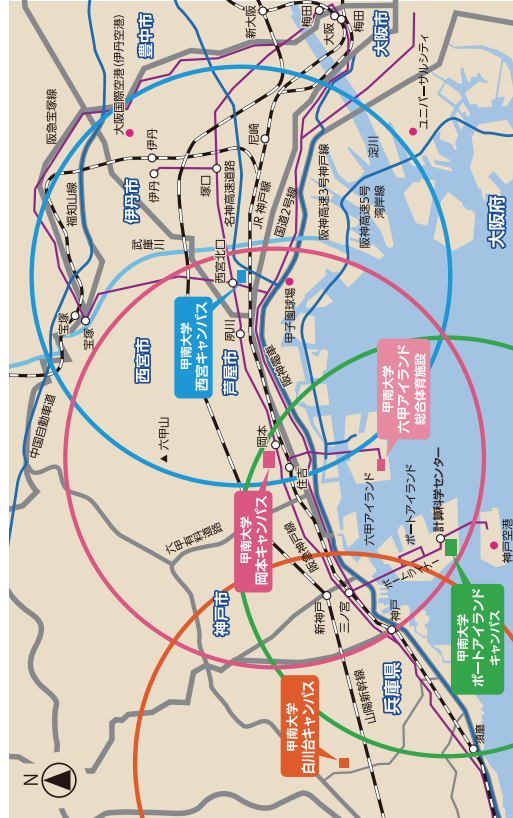 N
中国自動車道
宝塚
宝塚
福知山線
阪急宝塚線
大阪国際空港(伊丹空港)
豊中市
新大阪
梅田
大阪
梅田
大阪市
伊丹
伊丹
伊丹市
武庫川
塚口
尼崎
名神高速道路
JR 神戸線
国道2号線
阪神高速3号神戸線
淀川
ユニバーサルシティ
阪神高速5号
湾岸線
大阪府
西宮市
西宮北口
甲南大学
西宮キャンパス
夙川
芦屋市
甲子園球場
阪神電車
六甲山
岡本
住吉
甲南大学
岡本キャンパス
甲南大学
六甲アイランド
総合体育施設
六甲アイランド
六甲有料道路
阪急神戸線
神戸市
新神戸
三ノ宮
神戸
ポートライナー
ポートアイランド
計算科学センター
神戸空港
甲南大学
ポートアイランド
キャンパス
兵庫県
山陽新幹線
甲南大学
白川台キャンパス
須磨